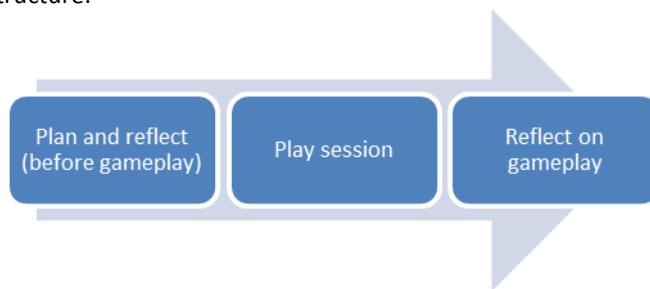 tructure.
Plan and reflect
(before gameplay)
Play session
Reflect on
gameplay